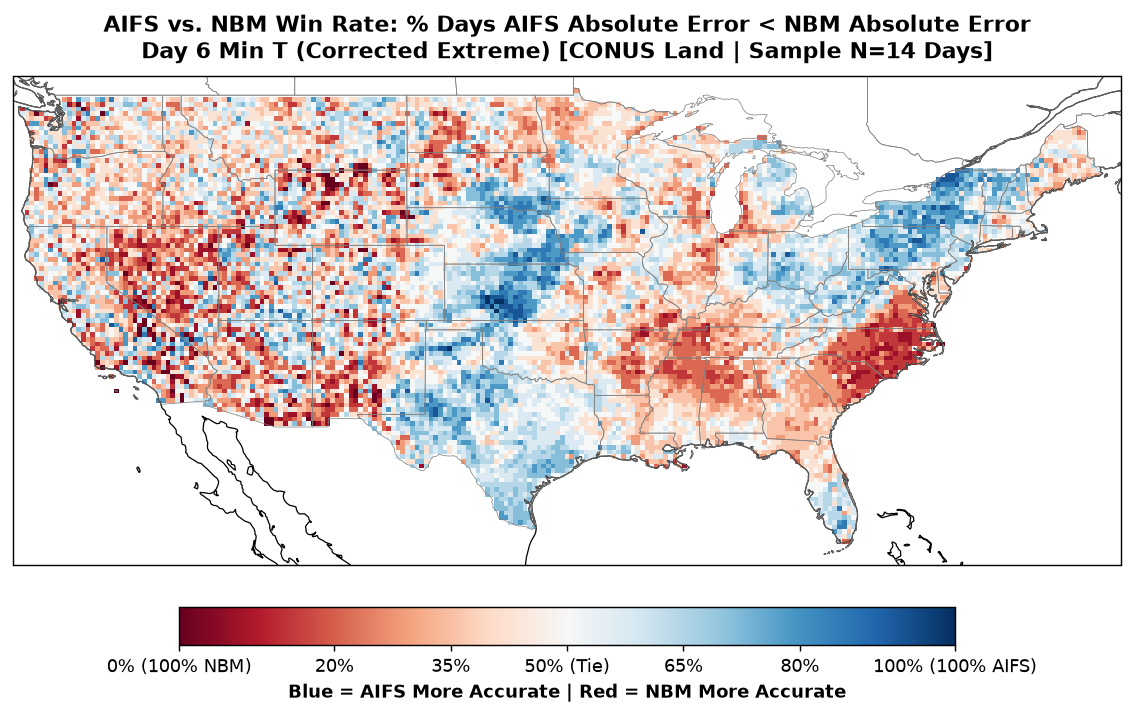 AIFS vs. NBM Win Rate: % Days AIFS Absolute Error < NBM Absolute Error
Day 6 Min T (Corrected Extreme) [CONUS Land | Sample N=14 Days]
0% (100% NBM) 20% 35% 50% (Tie) 65% 80% 100% (100% AIFS)
Blue = AIFS More Accurate | Red = NBM More Accurate